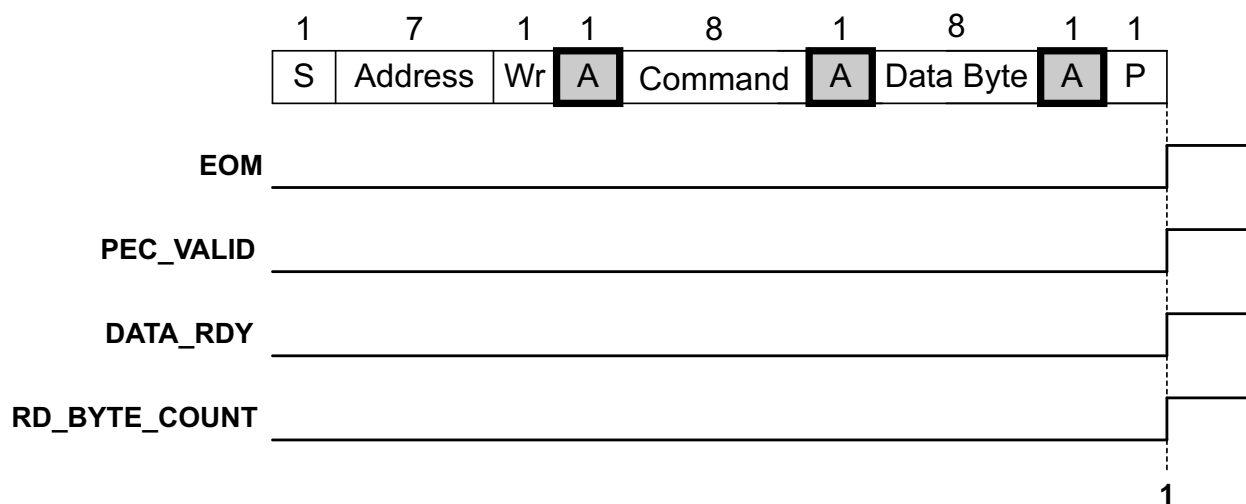 1 7 1 1 8 1 8 1 1
S Address Wr A Command A Data Byte A P
EOM
PEC_VALID
DATA_RDY
RD_BYTE_COUNT
1